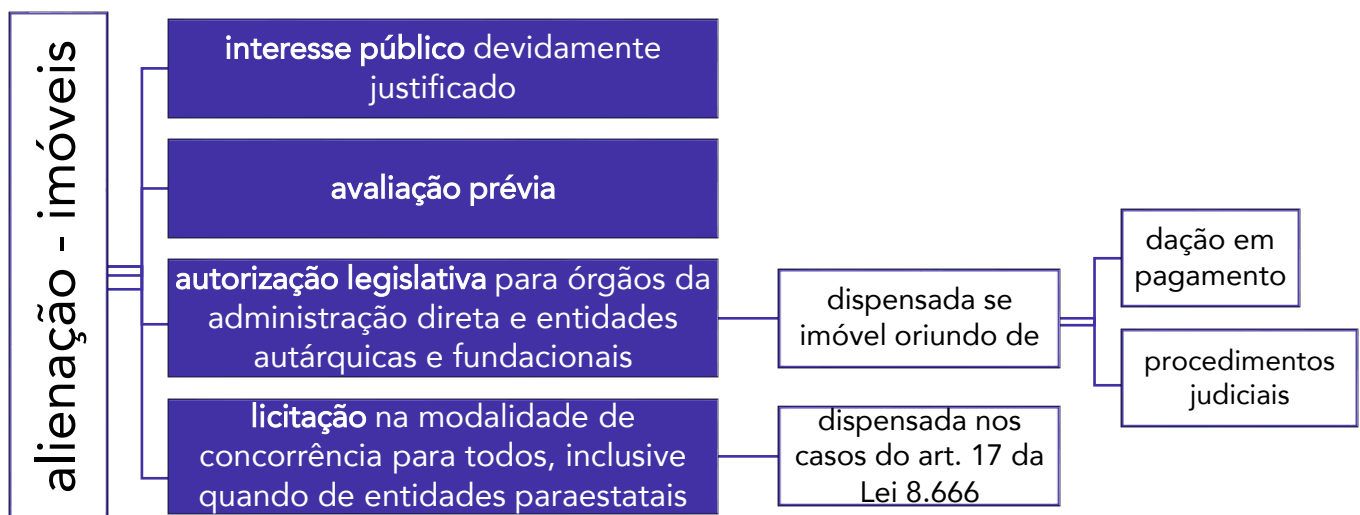 alienação - imóveis
interesse público devidamente
justificado
avaliação prévia
autorização legislativa para órgãos da
administração direta e entidades
autárquicas e fundacionais
dispensada se
imóvel oriundo de
dação em
pagamento
procedimentos
judiciais
licitação na modalidade de
concorrência para todos, inclusive
quando de entidades paraestatais
dispensada nos
casos do art. 17 da
Lei 8.666